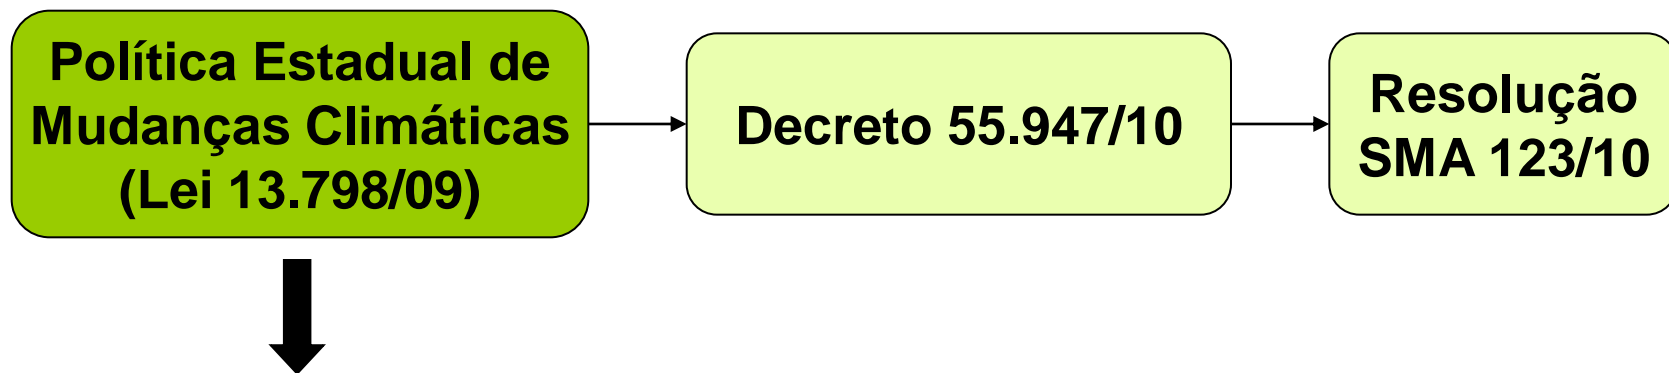 Política Estadual de
Mudanças Climáticas
(Lei 13.798/09)
Decreto 55.947/10
Resolução
SMA 123/10